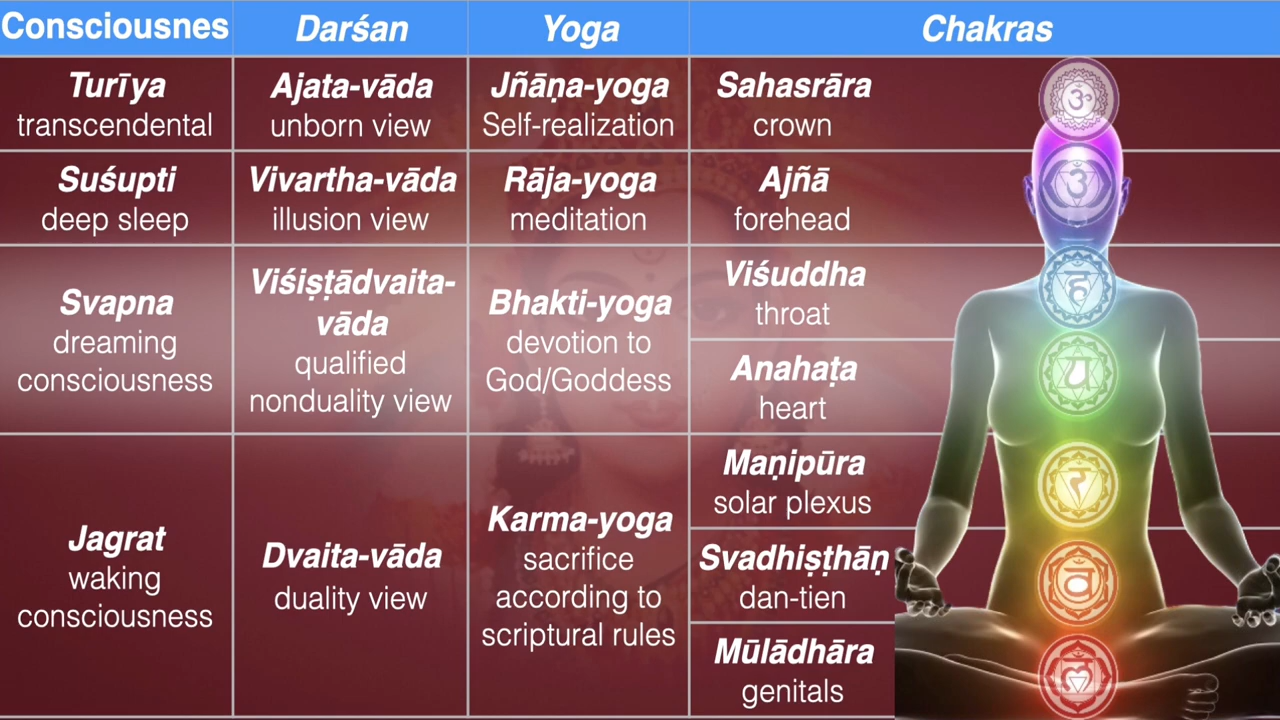 Consciousnes Darśan Yoga Chakras
Turīya
transcendental
Ajata-vāda
unborn view
Jñāṇa-yoga
Self-realization
Sahasrāra
crown
Suśupti
deep sleep
Vivartha-vāda
illusion view
Rāja-yoga
meditation
Ajñā
forehead
Svapna
dreaming
consciousness
Viśiṣṭādvaita-
vāda
qualified
nonduality view
Bhakti-yoga
devotion to
God/Goddess
Viśuddha
throat
Anahaṭa
heart
Jagrat
waking
consciousness
Dvaita-vāda
duality view
Karma-yoga
sacrifice
according to
scriptural rules
Maṇipūra
solar plexus
Svadhiṣṭhāṇ
dan-tien
Mūlādhāra
genitals
ॐ
ॐ
हं
यं
रं
वं
लं